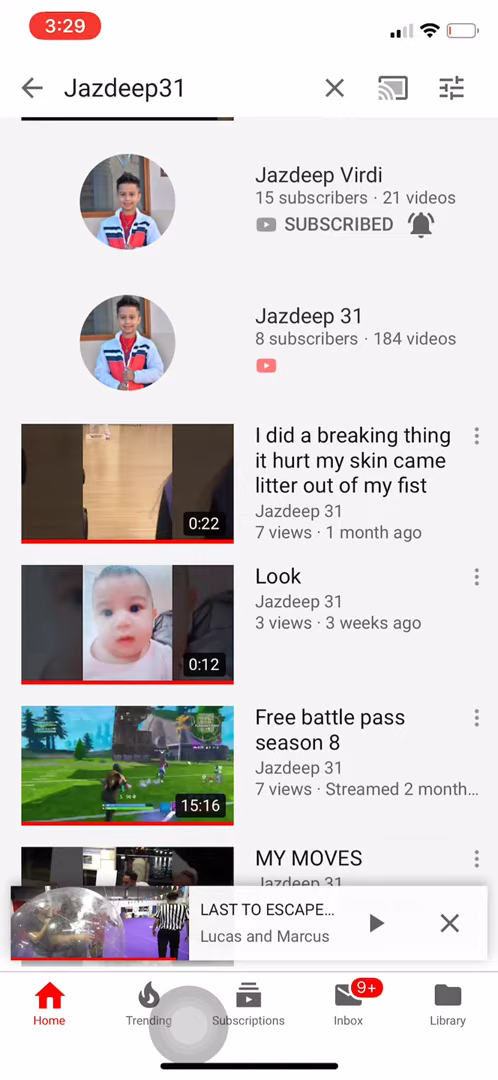 3:29
Jazdeep31
Jazdeep Virdi
15 subscribers · 21 videos
SUBSCRIBED
Jazdeep 31
8 subscribers · 184 videos
I did a breaking thing
it hurt my skin came
litter out of my fist
Jazdeep 31
7 views · 1 month ago
0:22
Look
Jazdeep 31
3 views · 3 weeks ago
0:12
Free battle pass
season 8
Jazdeep 31
7 views · Streamed 2 month...
15:16
MY MOVES
Jazdeep 31
LAST TO ESCAPE...
Lucas and Marcus
9+
Home
Trending
Subscriptions
Inbox
Library